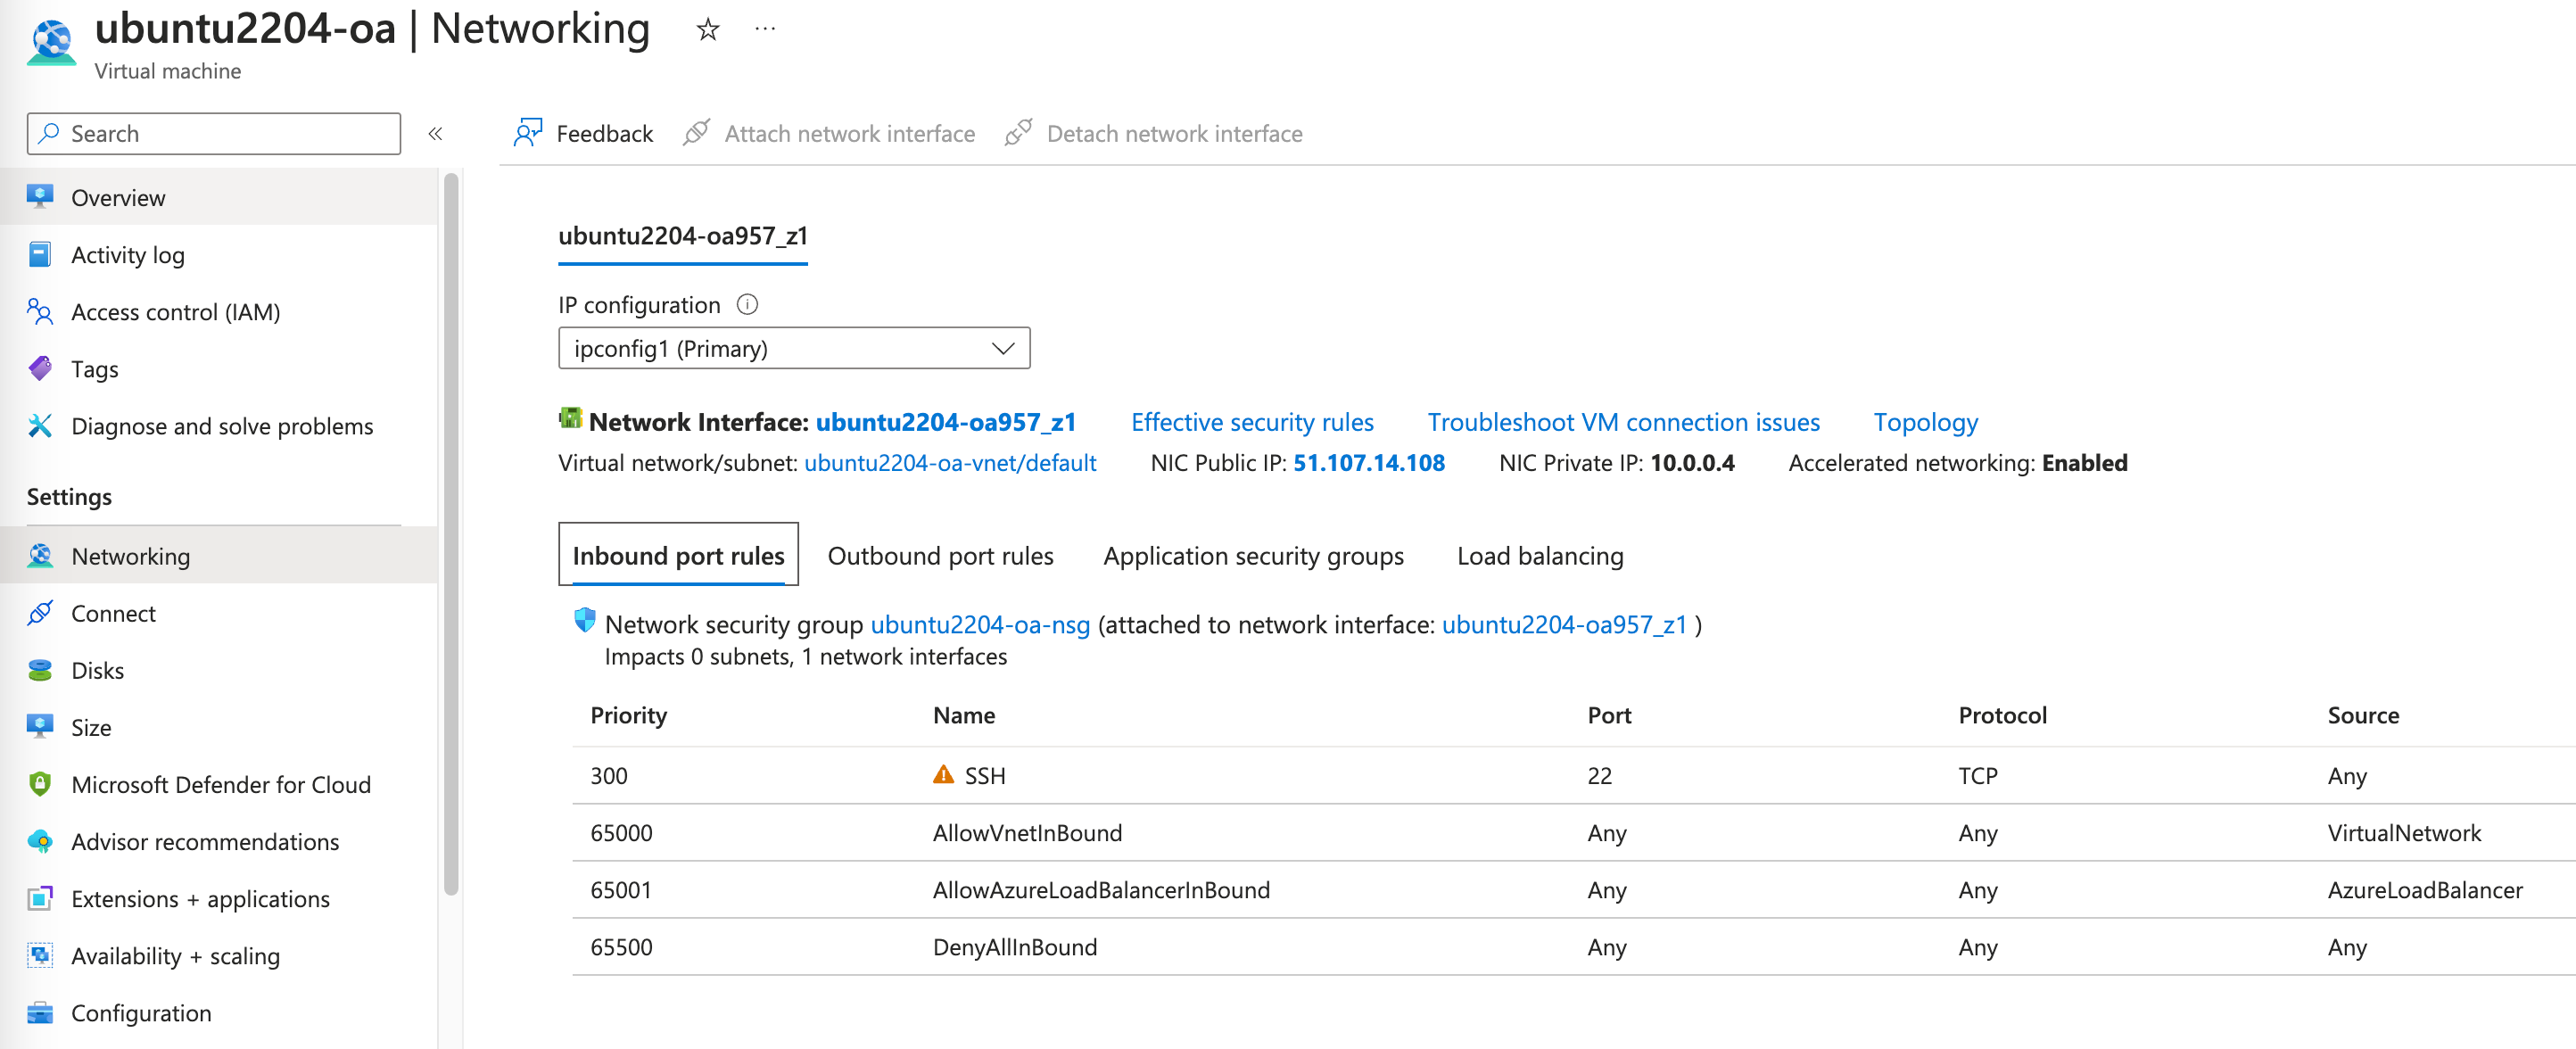 ubuntu2204-oa | Networking
Virtual machine
Search
Overview
Activity log
Access control (IAM)
Tags
Diagnose and solve problems
Settings
Networking
Connect
Disks
Size
Microsoft Defender for Cloud
Advisor recommendations
Extensions + applications
Availability + scaling
Configuration
Feedback Attach network interface Detach network interface
ubuntu2204-oa957_z1
IP configuration
ipconfig1 (Primary)
Network Interface: ubuntu2204-oa957_z1 Effective security rules Troubleshoot VM connection issues Topology
Virtual network/subnet: ubuntu2204-oa-vnet/default NIC Public IP: 51.107.14.108 NIC Private IP: 10.0.0.4 Accelerated networking: Enabled
Inbound port rules Outbound port rules Application security groups Load balancing
Network security group ubuntu2204-oa-nsg (attached to network interface: ubuntu2204-oa957_z1 )
Impacts 0 subnets, 1 network interfaces
Priority Name Port Protocol Source
300 SSH 22 TCP Any
65000 AllowVnetInBound Any Any VirtualNetwork
65001 AllowAzureLoadBalancerInBound Any Any AzureLoadBalancer
65500 DenyAllInBound Any Any Any